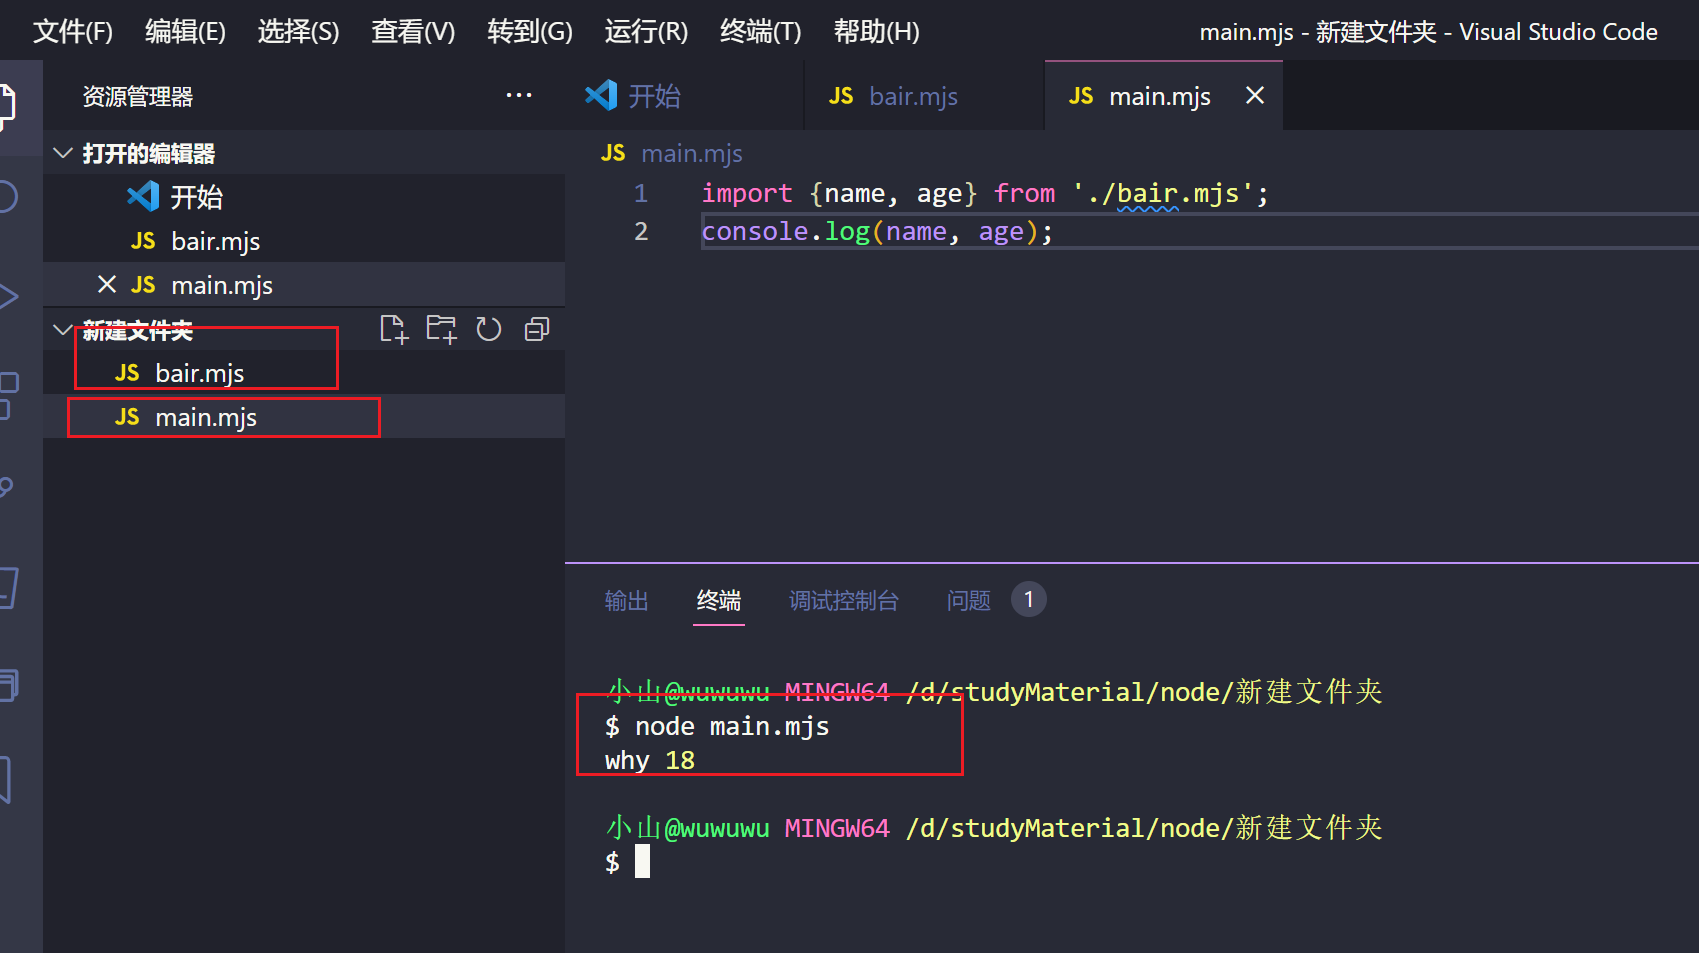 文件(F) 编辑(E) 选择(S) 查看(V) 转到(G) 运行(R) 终端(T) 帮助(H) main.mjs - 新建文件夹 - Visual Studio Code
资源管理器 ···
打开的编辑器
开始
JS bair.mjs
JS main.mjs
新建文件夹
JS bair.mjs
JS main.mjs
开始 JS bair.mjs JS main.mjs
JS main.mjs
1 import {name, age} from './bair.mjs';
2 console.log(name, age);
输出 终端 调试控制台 问题 1
小山@wuwuwu MINGW64 /d/studyMaterial/node/新建文件夹
$ node main.mjs
why 18
小山@wuwuwu MINGW64 /d/studyMaterial/node/新建文件夹
$